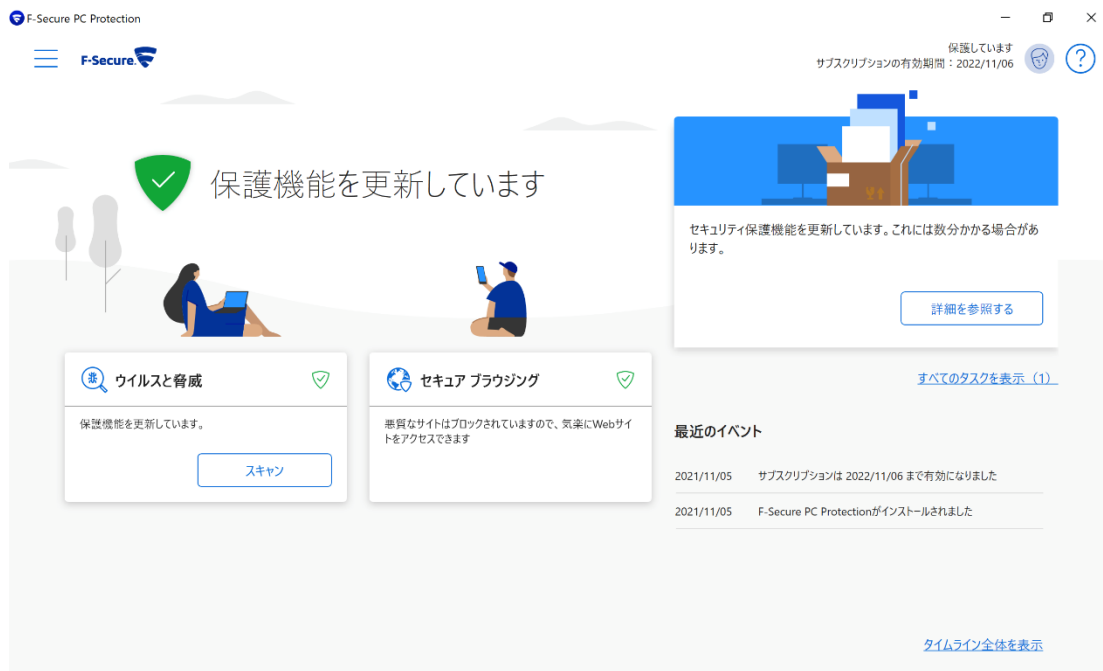 F-Secure PC Protection
F-Secure.
保護しています
サブスクリプションの有効期間：2022/11/06
?
保護機能を更新しています
セキュリティ保護機能を更新しています。これには数分かかる場合があ
ります。
詳細を参照する
ウイルスと脅威
保護機能を更新しています。
スキャン
セキュア ブラウジング
悪質なサイトはブロックされていますので、気楽にWebサイ
トをアクセスできます
すべてのタスクを表示（1）
最近のイベント
2021/11/05 サブスクリプションは 2022/11/06 まで有効になりました
2021/11/05 F-Secure PC Protectionがインストールされました
タイムライン全体を表示